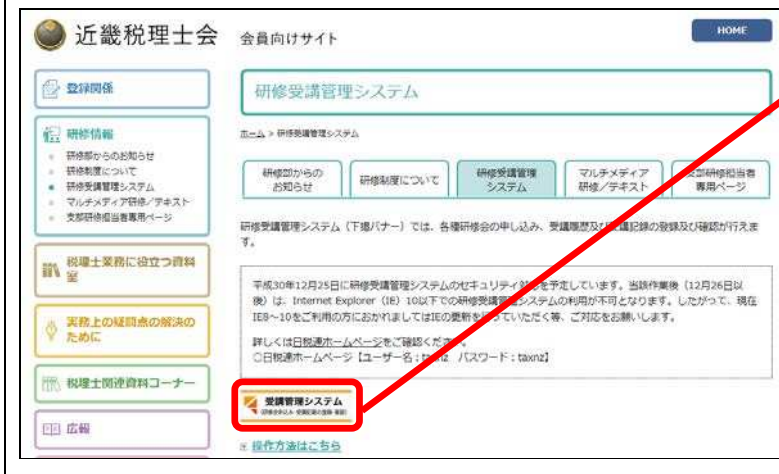 近畿税理士会 会員向けサイト
HOME
登録関係
研修情報
研修部からのお知らせ
研修制度について
研修受講管理システム
マルチメディア研修／テキスト
支部研修担当者専用ページ
税理士業務に役立つ資料
室
実務上の疑問点の解決の
ために
税理士関連資料コーナー
広報
研修受講管理システム
ホーム > 研修受講管理システム
研修部からの
お知らせ
研修制度について
研修受講管理
システム
マルチメディア
研修／テキスト
支部研修担当者
専用ページ
研修受講管理システム（下掲バナー）では、各種研修会の申し込み、受講履歴及び受講記録の登録及び確認が行えま
す。
平成30年12月25日に研修受講管理システムのセキュリティ対応を予定しています。当該作業後（12月26日以
後）は、Internet Explorer（IE）10以下での研修受講管理システムの利用が不可となります。したがって、現在
IE8～10をご利用の方におかれましてはIEの更新を行っていただく等、ご対応をお願いします。
詳しくは日税連ホームページをご確認ください。
○日税連ホームページ【ユーザー名：taxnz パスワード：taxnz】
受講管理システム
操作方法はこちら